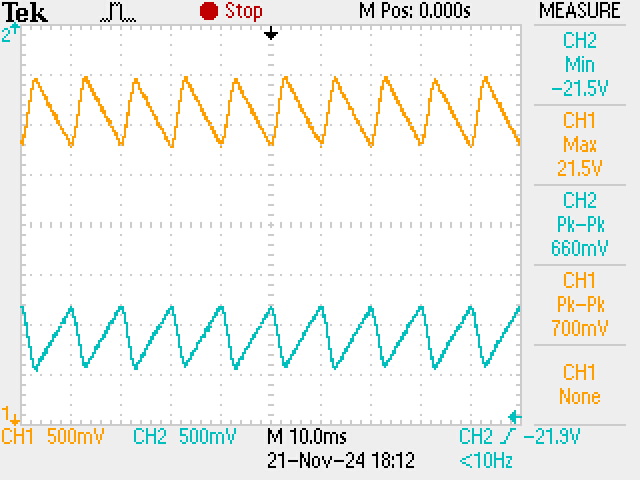 Tek Stop M Pos: 0.000s MEASURE
2
CH2
Min
-21.5V
CH1
Max
21.5V
CH2
Pk-Pk
660mV
CH1
Pk-Pk
700mV
CH1
None
1
CH1 500mV CH2 500mV M 10.0ms CH2 -21.9V
21-Nov-24 18:12 <10Hz